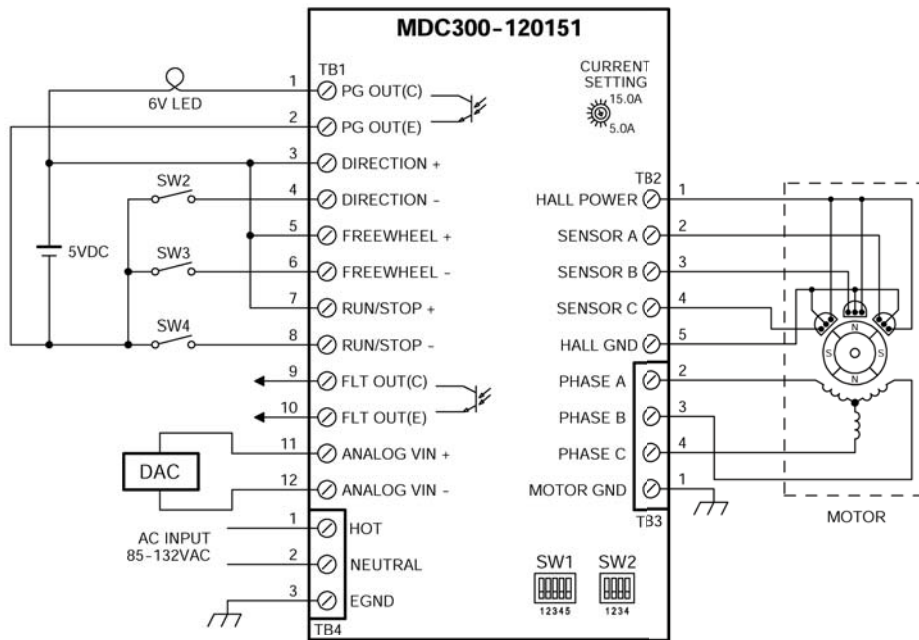 MDC300-120151
TB1
CURRENT
SETTING
15.0A
5.0A
6V LED
1 PG OUT(C)
2 PG OUT(E)
3 DIRECTION +
SW2
4 DIRECTION -
5 FREEWHEEL +
5VDC
SW3
6 FREEWHEEL -
7 RUN/STOP +
SW4
8 RUN/STOP -
9 FLT OUT(C)
10 FLT OUT(E)
11 ANALOG VIN +
DAC
12 ANALOG VIN -
AC INPUT
85-132VAC
1 HOT
2 NEUTRAL
3 EGND
TB4
TB2
HALL POWER 1
SENSOR A 2
SENSOR B 3
SENSOR C 4
HALL GND 5
PHASE A 2
PHASE B 3
PHASE C 4
MOTOR GND 1
TB3
N
S
S
N
MOTOR
SW1
12345
SW2
1234